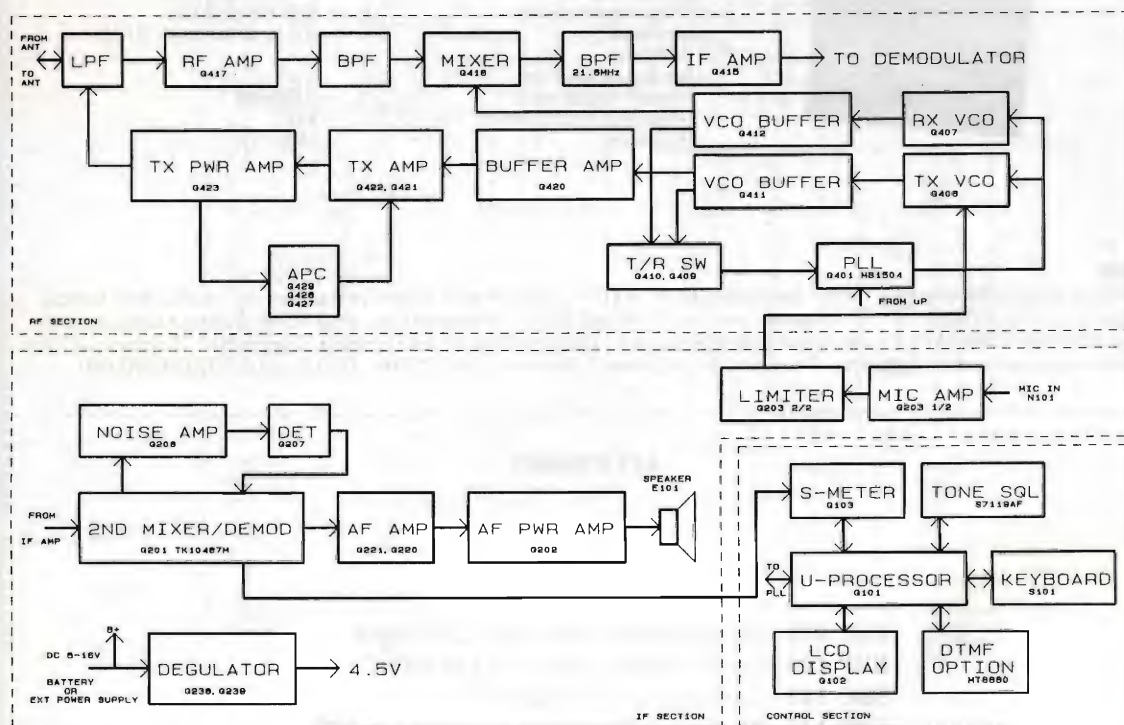 FROM
ANT
TO
ANT
LPF
RF AMP
Q417
BPF
MIXER
Q416
BPF
21.6MHz
IF AMP
Q415
TO DEMODULATOR
VCO BUFFER
Q412
RX VCO
Q407
TX PWR AMP
Q423
TX AMP
Q422, Q421
BUFFER AMP
Q420
VCO BUFFER
Q411
TX VCO
Q408
APC
Q429
Q428
Q427
T/R SW
Q410, Q409
PLL
Q401 MB1504
FROM UP
RF SECTION
LIMITER
Q203 2/2
MIC AMP
Q203 1/2
MIC IN
N101
NOISE AMP
Q208
DET
Q207
SPEAKER
E101
S-METER
Q103
TONE SQL
S7119AF
FROM
IF AMP
2ND MIXER/DEMOD
Q201 TK10487M
AF AMP
Q221, Q220
AF PWR AMP
Q202
TO
PLL
U-PROCESSOR
Q101
KEYBOARD
S101
B+
DC 6-16V
BATTERY
OR
EXT POWER SUPPLY
DEGULATOR
Q238, Q239
4.5V
LCD
DISPLAY
Q102
DTMF
OPTION
HT8880
IF SECTION
CONTROL SECTION